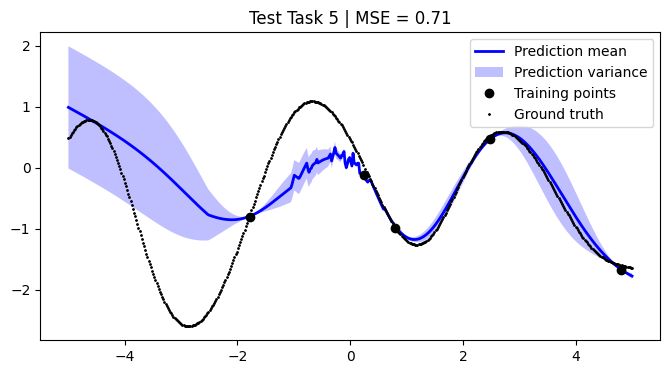 Test Task 5 | MSE = 0.71
Prediction mean
Prediction variance
Training points
Ground truth
2
1
0
−1
−2
−4
−2
0
2
4